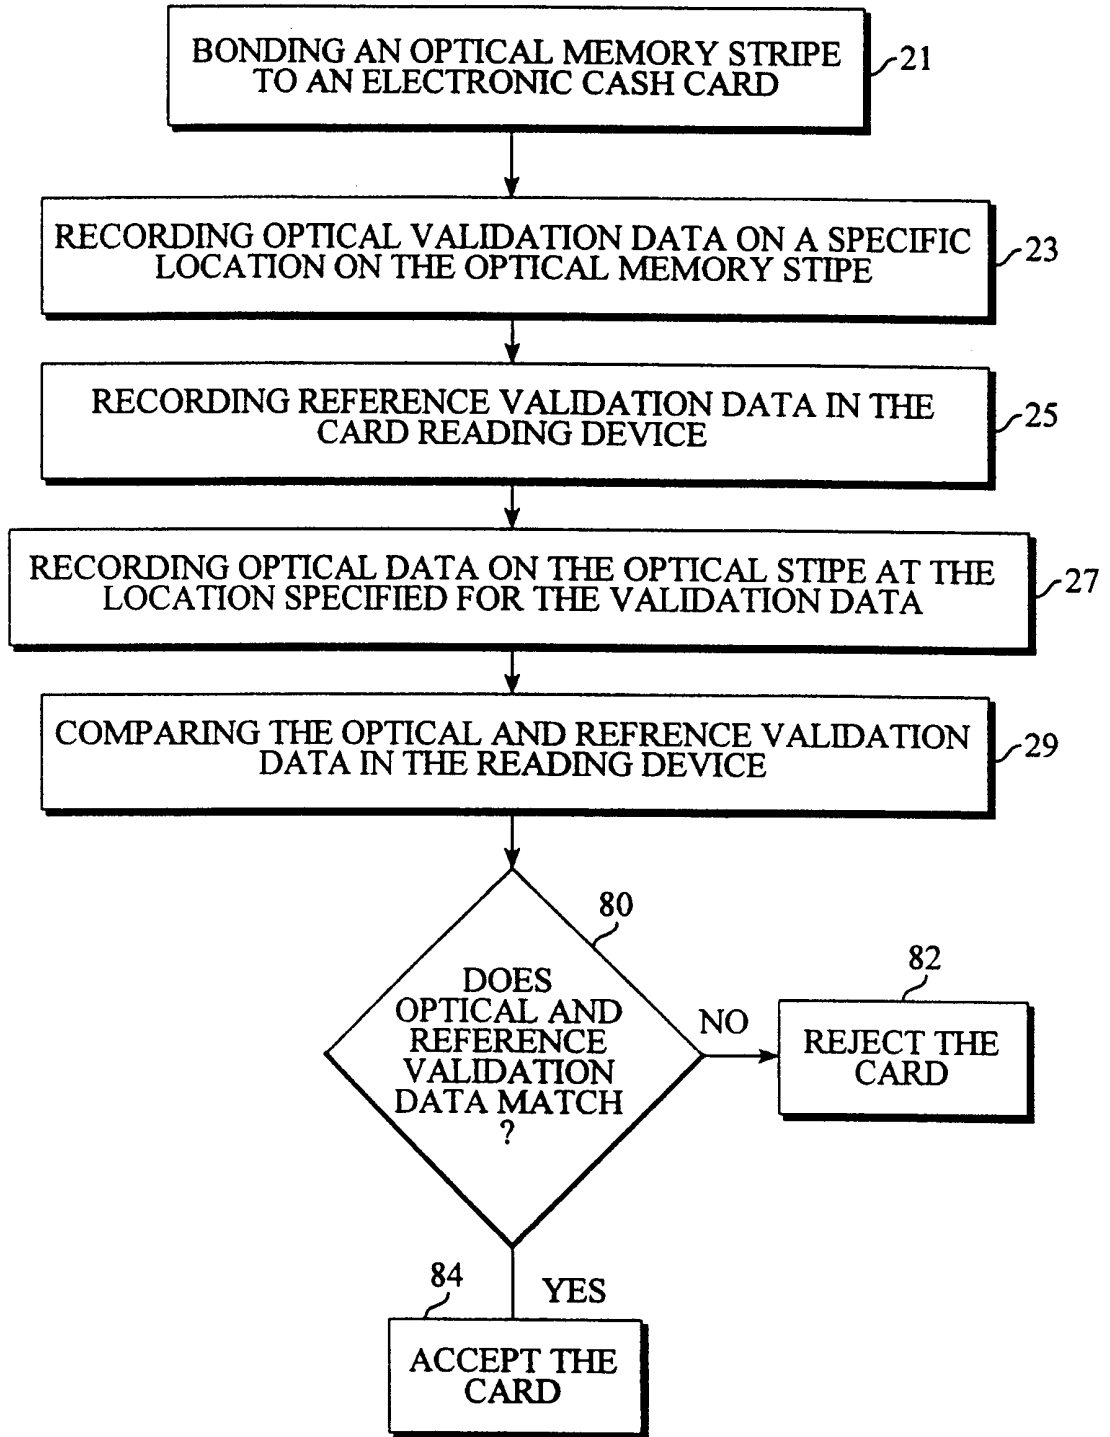 BONDING AN OPTICAL MEMORY STRIPE
TO AN ELECTRONIC CASH CARD
21
RECORDING OPTICAL VALIDATION DATA ON A SPECIFIC
LOCATION ON THE OPTICAL MEMORY STIPE
23
RECORDING REFERENCE VALIDATION DATA IN THE
CARD READING DEVICE
25
RECORDING OPTICAL DATA ON THE OPTICAL STIPE AT THE
LOCATION SPECIFIED FOR THE VALIDATION DATA
27
COMPARING THE OPTICAL AND REFRENCE VALIDATION
DATA IN THE READING DEVICE
29
80
DOES
OPTICAL AND
REFERENCE
VALIDATION
DATA MATCH
?
NO
82
REJECT THE
CARD
YES
84
ACCEPT THE
CARD